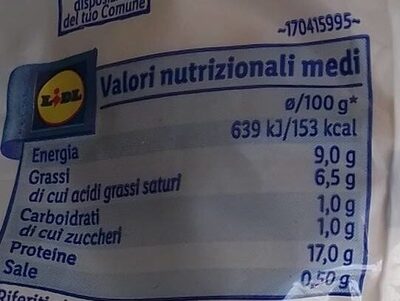 del tuo Comune
~170415995~
LIDL
Valori nutrizionali medi
ø/100 g*
639 kJ/153 kcal
Energia
9,0 g
Grassi
6,5 g
di cui acidi grassi saturi
1,0 g
Carboidrati
1,0 g
di cui zuccheri
17,0 g
Proteine
0,50 g
Sale